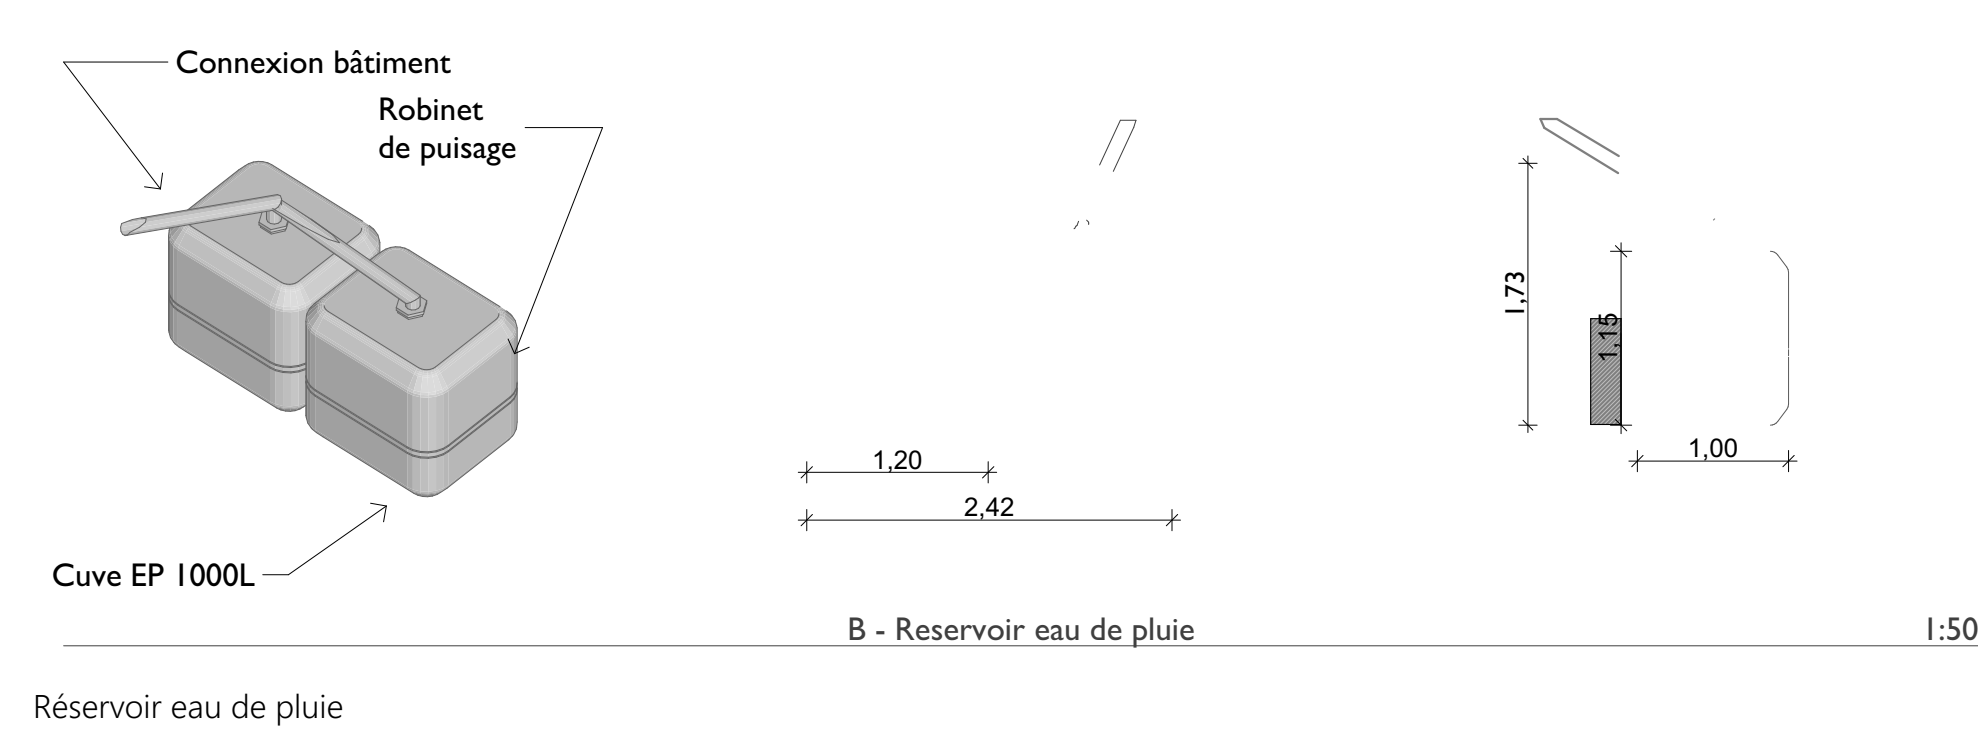 Connexion bâtiment
Robinet
de puisage
1,73
1,15
1,20
1,00
2,42
Cuve EP 1000L
B - Reservoir eau de pluie
1:50
Réservoir eau de pluie